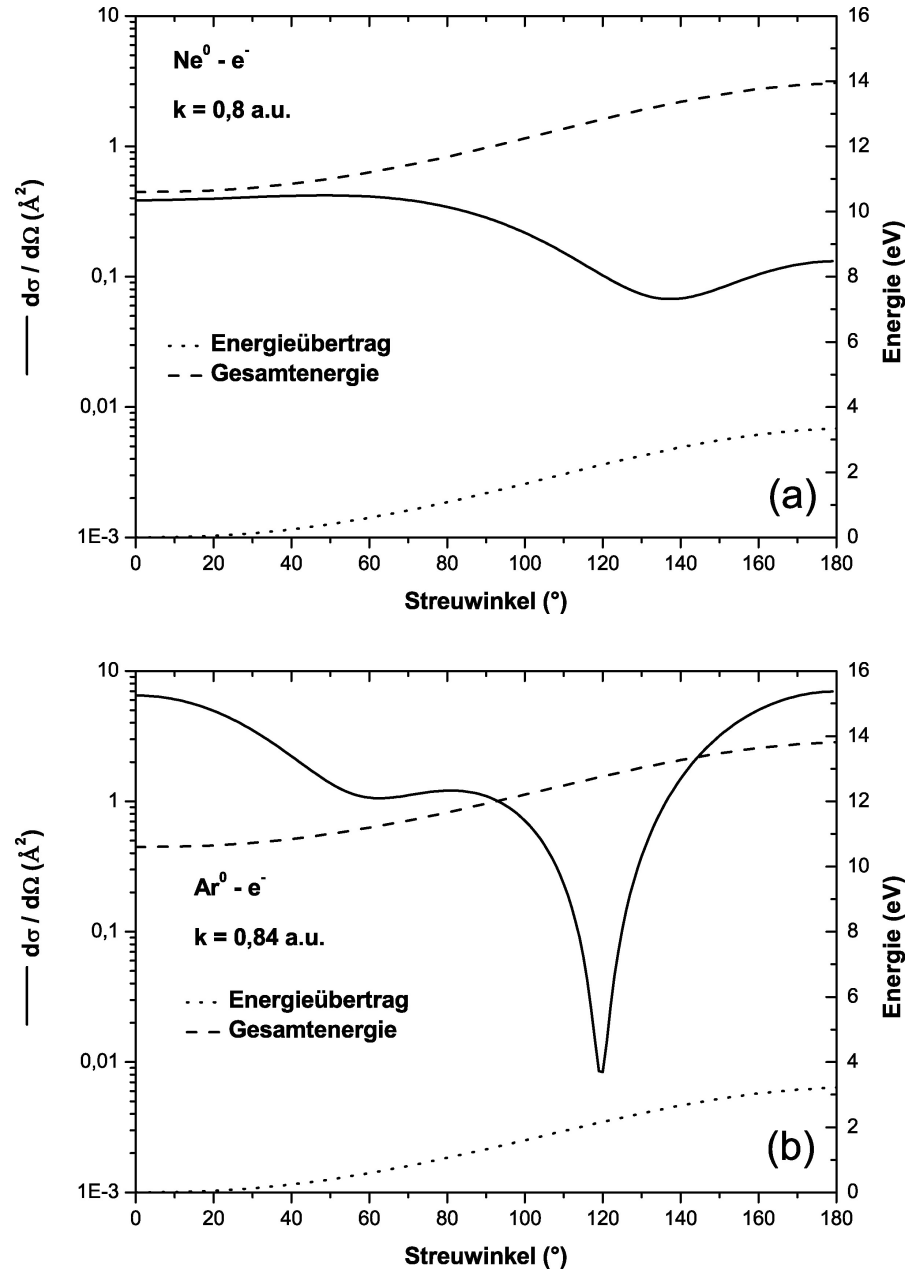 Ne⁰ - e⁻
k = 0,8 a.u.
dσ / dΩ (Å²)
10
1
0,1
0,01
1E-3
Energieübertrag
Gesamtenergie
(a)
16
14
12
10
8
6
4
2
0
Energie (eV)
0 20 40 60 80 100 120 140 160 180
Streuwinkel (°)
dσ / dΩ (Å²)
10
1
0,1
0,01
1E-3
Ar⁰ - e⁻
k = 0,84 a.u.
Energieübertrag
Gesamtenergie
(b)
16
14
12
10
8
6
4
2
0
Energie (eV)
0 20 40 60 80 100 120 140 160 180
Streuwinkel (°)